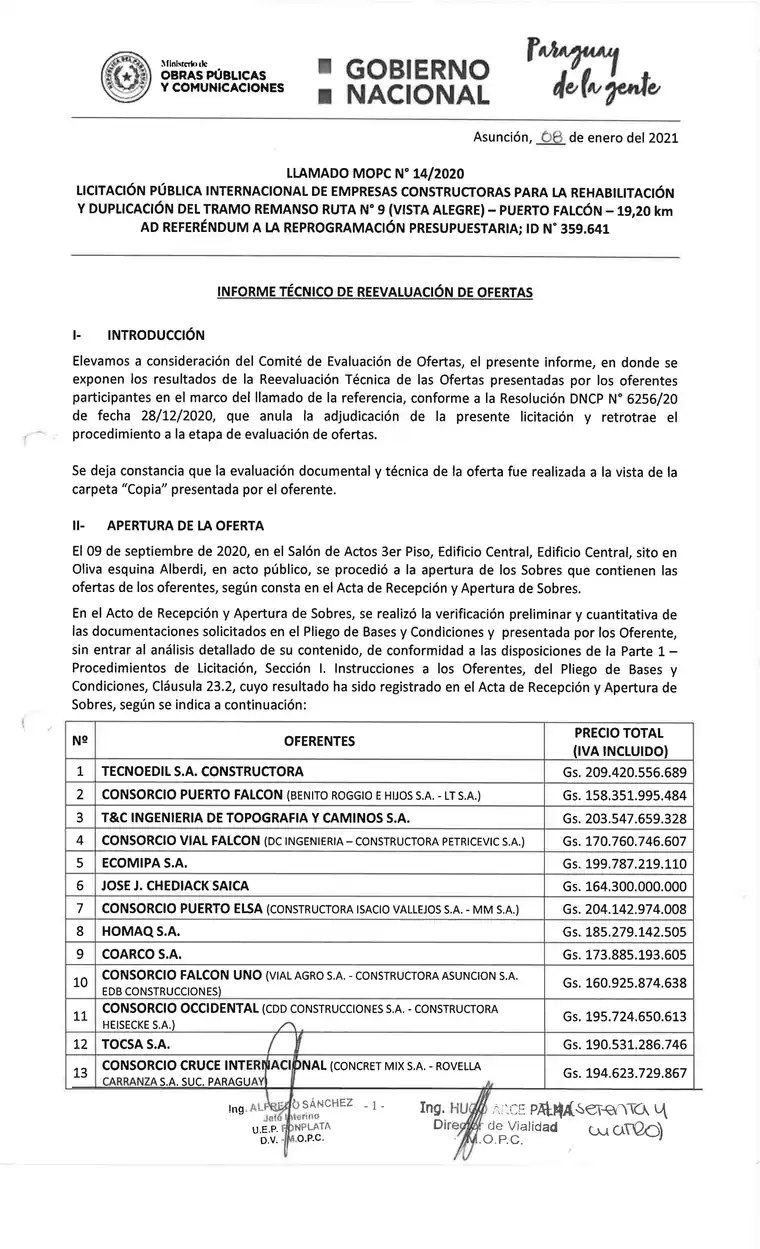 Ministerio de
OBRAS PÚBLICAS
Y COMUNICACIONES
GOBIERNO
NACIONAL
Paraguay
de la gente
Asunción, 08 de enero del 2021
LLAMADO MOPC N° 14/2020
LICITACIÓN PÚBLICA INTERNACIONAL DE EMPRESAS CONSTRUCTORAS PARA LA REHABILITACIÓN
Y DUPLICACIÓN DEL TRAMO REMANSO RUTA N° 9 (VISTA ALEGRE) – PUERTO FALCÓN – 19,20 km
AD REFERÉNDUM A LA REPROGRAMACIÓN PRESUPUESTARIA; ID N° 359.641
INFORME TÉCNICO DE REEVALUACIÓN DE OFERTAS
I- INTRODUCCIÓN
Elevamos a consideración del Comité de Evaluación de Ofertas, el presente informe, en donde se
exponen los resultados de la Reevaluación Técnica de las Ofertas presentadas por los oferentes
participantes en el marco del llamado de la referencia, conforme a la Resolución DNCP N° 6256/20
de fecha 28/12/2020, que anula la adjudicación de la presente licitación y retrotrae el
procedimiento a la etapa de evaluación de ofertas.
Se deja constancia que la evaluación documental y técnica de la oferta fue realizada a la vista de la
carpeta “Copia” presentada por el oferente.
II- APERTURA DE LA OFERTA
El 09 de septiembre de 2020, en el Salón de Actos 3er Piso, Edificio Central, Edificio Central, sito en
Oliva esquina Alberdi, en acto público, se procedió a la apertura de los Sobres que contienen las
ofertas de los oferentes, según consta en el Acta de Recepción y Apertura de Sobres.
En el Acto de Recepción y Apertura de Sobres, se realizó la verificación preliminar y cuantitativa de
las documentaciones solicitados en el Pliego de Bases y Condiciones y presentada por los Oferente,
sin entrar al análisis detallado de su contenido, de conformidad a las disposiciones de la Parte 1 –
Procedimientos de Licitación, Sección I. Instrucciones a los Oferentes, del Pliego de Bases y
Condiciones, Cláusula 23.2, cuyo resultado ha sido registrado en el Acta de Recepción y Apertura de
Sobres, según se indica a continuación:
Nº OFERENTES PRECIO TOTAL
(IVA INCLUIDO)
1 TECNOEDIL S.A. CONSTRUCTORA Gs. 209.420.556.689
2 CONSORCIO PUERTO FALCON (BENITO ROGGIO E HIJOS S.A. - LT S.A.) Gs. 158.351.995.484
3 T&C INGENIERIA DE TOPOGRAFIA Y CAMINOS S.A. Gs. 203.547.659.328
4 CONSORCIO VIAL FALCON (DC INGENIERIA – CONSTRUCTORA PETRICEVIC S.A.) Gs. 170.760.746.607
5 ECOMIPA S.A. Gs. 199.787.219.110
6 JOSE J. CHEDIACK SAICA Gs. 164.300.000.000
7 CONSORCIO PUERTO ELSA (CONSTRUCTORA ISACIO VALLEJOS S.A. - MM S.A.) Gs. 204.142.974.008
8 HOMAQ S.A. Gs. 185.279.142.505
9 COARCO S.A. Gs. 173.885.193.605
10 CONSORCIO FALCON UNO (VIAL AGRO S.A. - CONSTRUCTORA ASUNCION S.A. Gs. 160.925.874.638
EDB CONSTRUCCIONES)
11 CONSORCIO OCCIDENTAL (CDD CONSTRUCCIONES S.A. - CONSTRUCTORA Gs. 195.724.650.613
HEISECKE S.A.)
12 TOCSA S.A. Gs. 190.531.286.746
13 CONSORCIO CRUCE INTERNACIONAL (CONCRET MIX S.A. - ROVELLA Gs. 194.623.729.867
CARRANZA S.A. SUC. PARAGUAY
Ing. ALFREDO SÁNCHEZ - 1 -
Jefe Interino
U.E.P. FONPLATA
D.V. - M.O.P.C.
Ing. HUGO ARCE PALMA (setenta y
Director de Vialidad cuatro)
M.O.P.C.